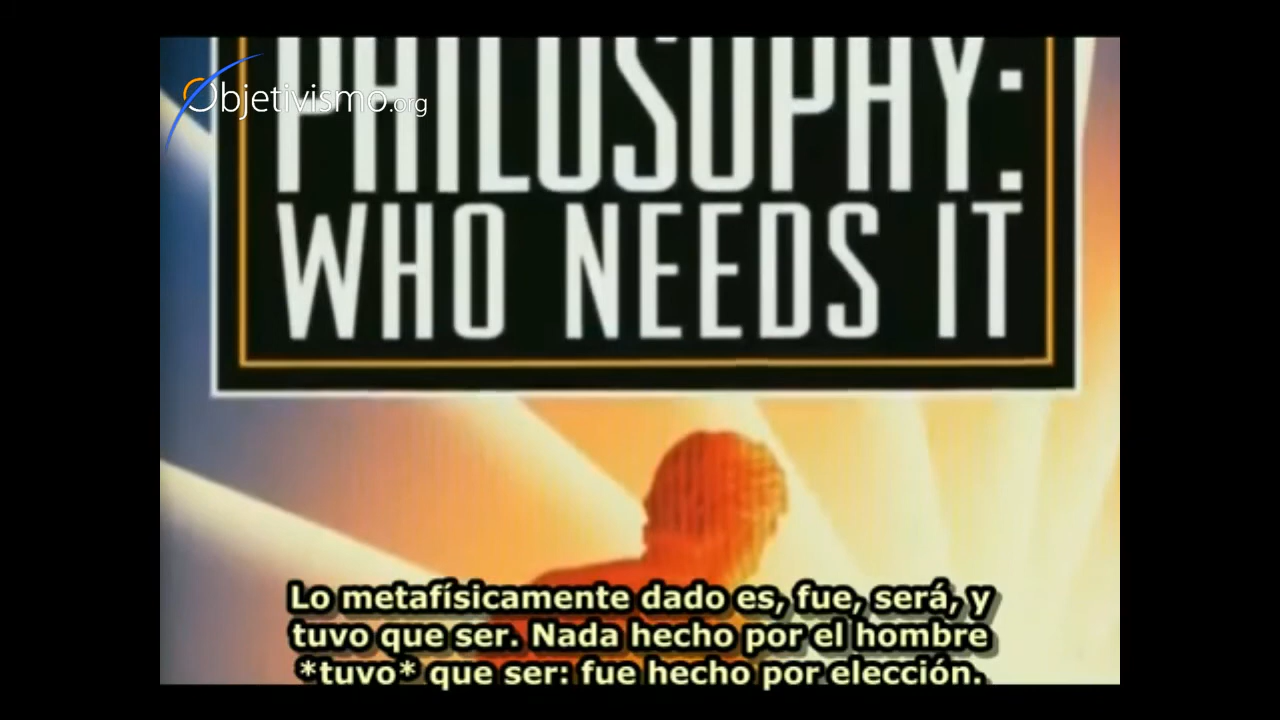 Objetivismo.org
PHILOSOPHY:
WHO NEEDS IT
Lo metafísicamente dado es, fue, será, y
tuvo que ser. Nada hecho por el hombre
*tuvo* que ser: fue hecho por elección.